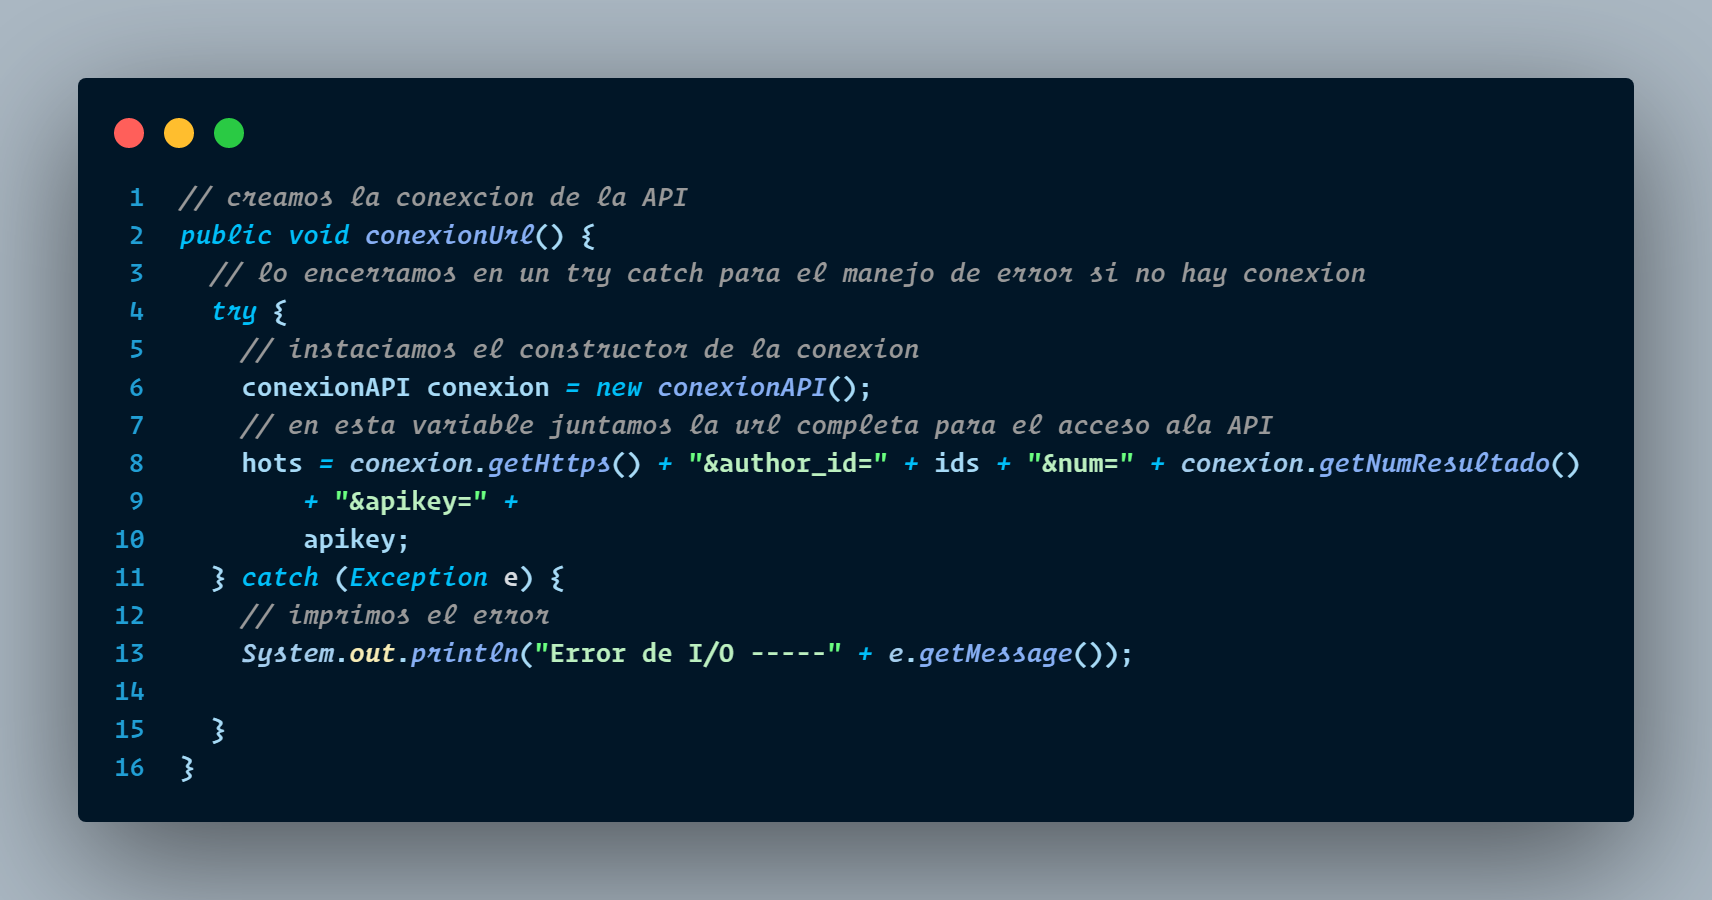 1 // creamos la conexcion de la API
2 public void conexionUrl() {
3 // lo encerramos en un try catch para el manejo de error si no hay conexion
4 try {
5 // instaciamos el constructor de la conexion
6 conexionAPI conexion = new conexionAPI();
7 // en esta variable juntamos la url completa para el acceso ala API
8 hots = conexion.getHttps() + "&author_id=" + ids + "&num=" + conexion.getNumResultado()
9 + "&apikey=" +
10 apikey;
11 } catch (Exception e) {
12 // imprimos el error
13 System.out.println("Error de I/O -----" + e.getMessage());
14
15 }
16 }